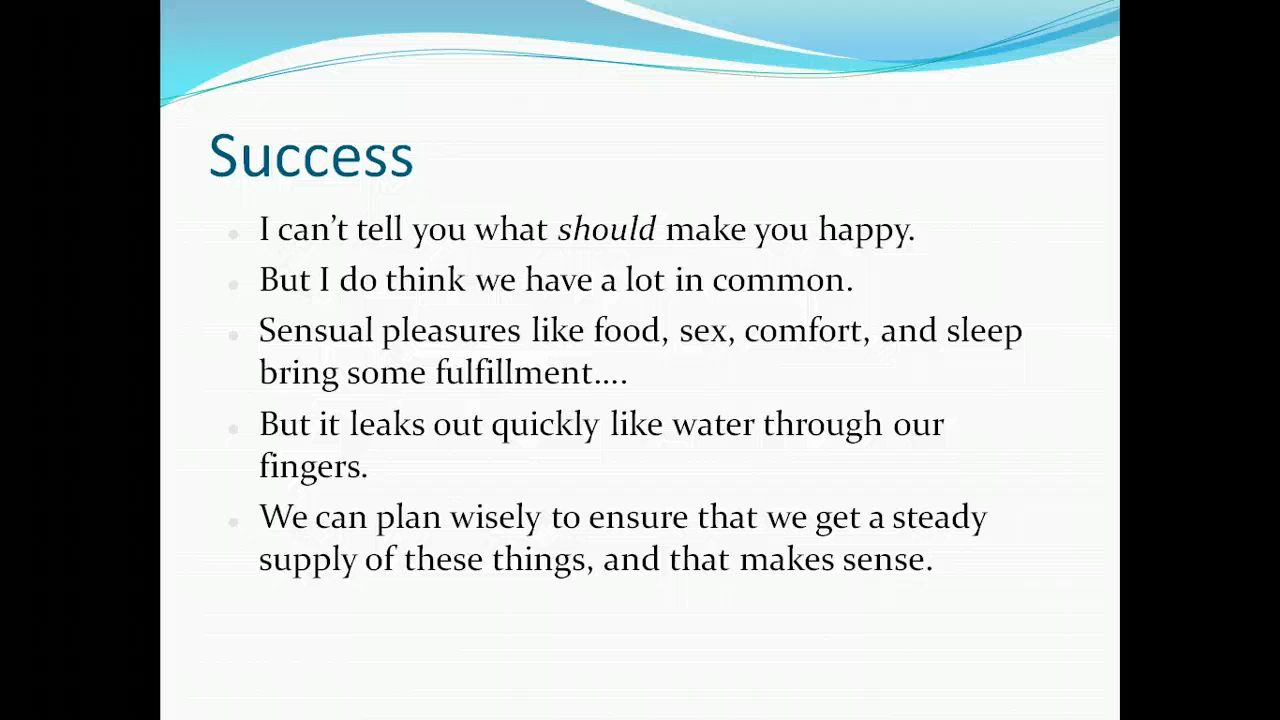 Success
I can’t tell you what should make you happy.
But I do think we have a lot in common.
Sensual pleasures like food, sex, comfort, and sleep
bring some fulfillment….
But it leaks out quickly like water through our
fingers.
We can plan wisely to ensure that we get a steady
supply of these things, and that makes sense.